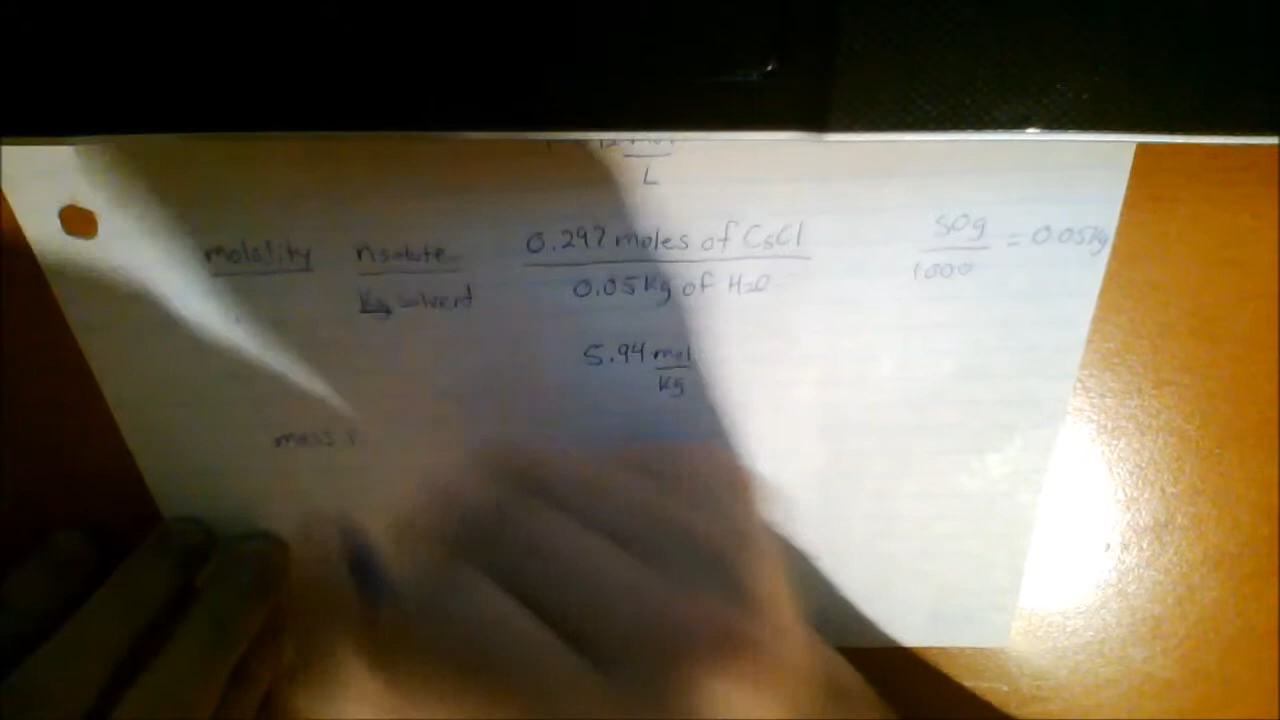 L
molality nsolute 0.297 moles of CsCl 50g = 0.05kg
Kg solvent 0.05Kg of H2O 1000
5.94 mol
Kg
mass